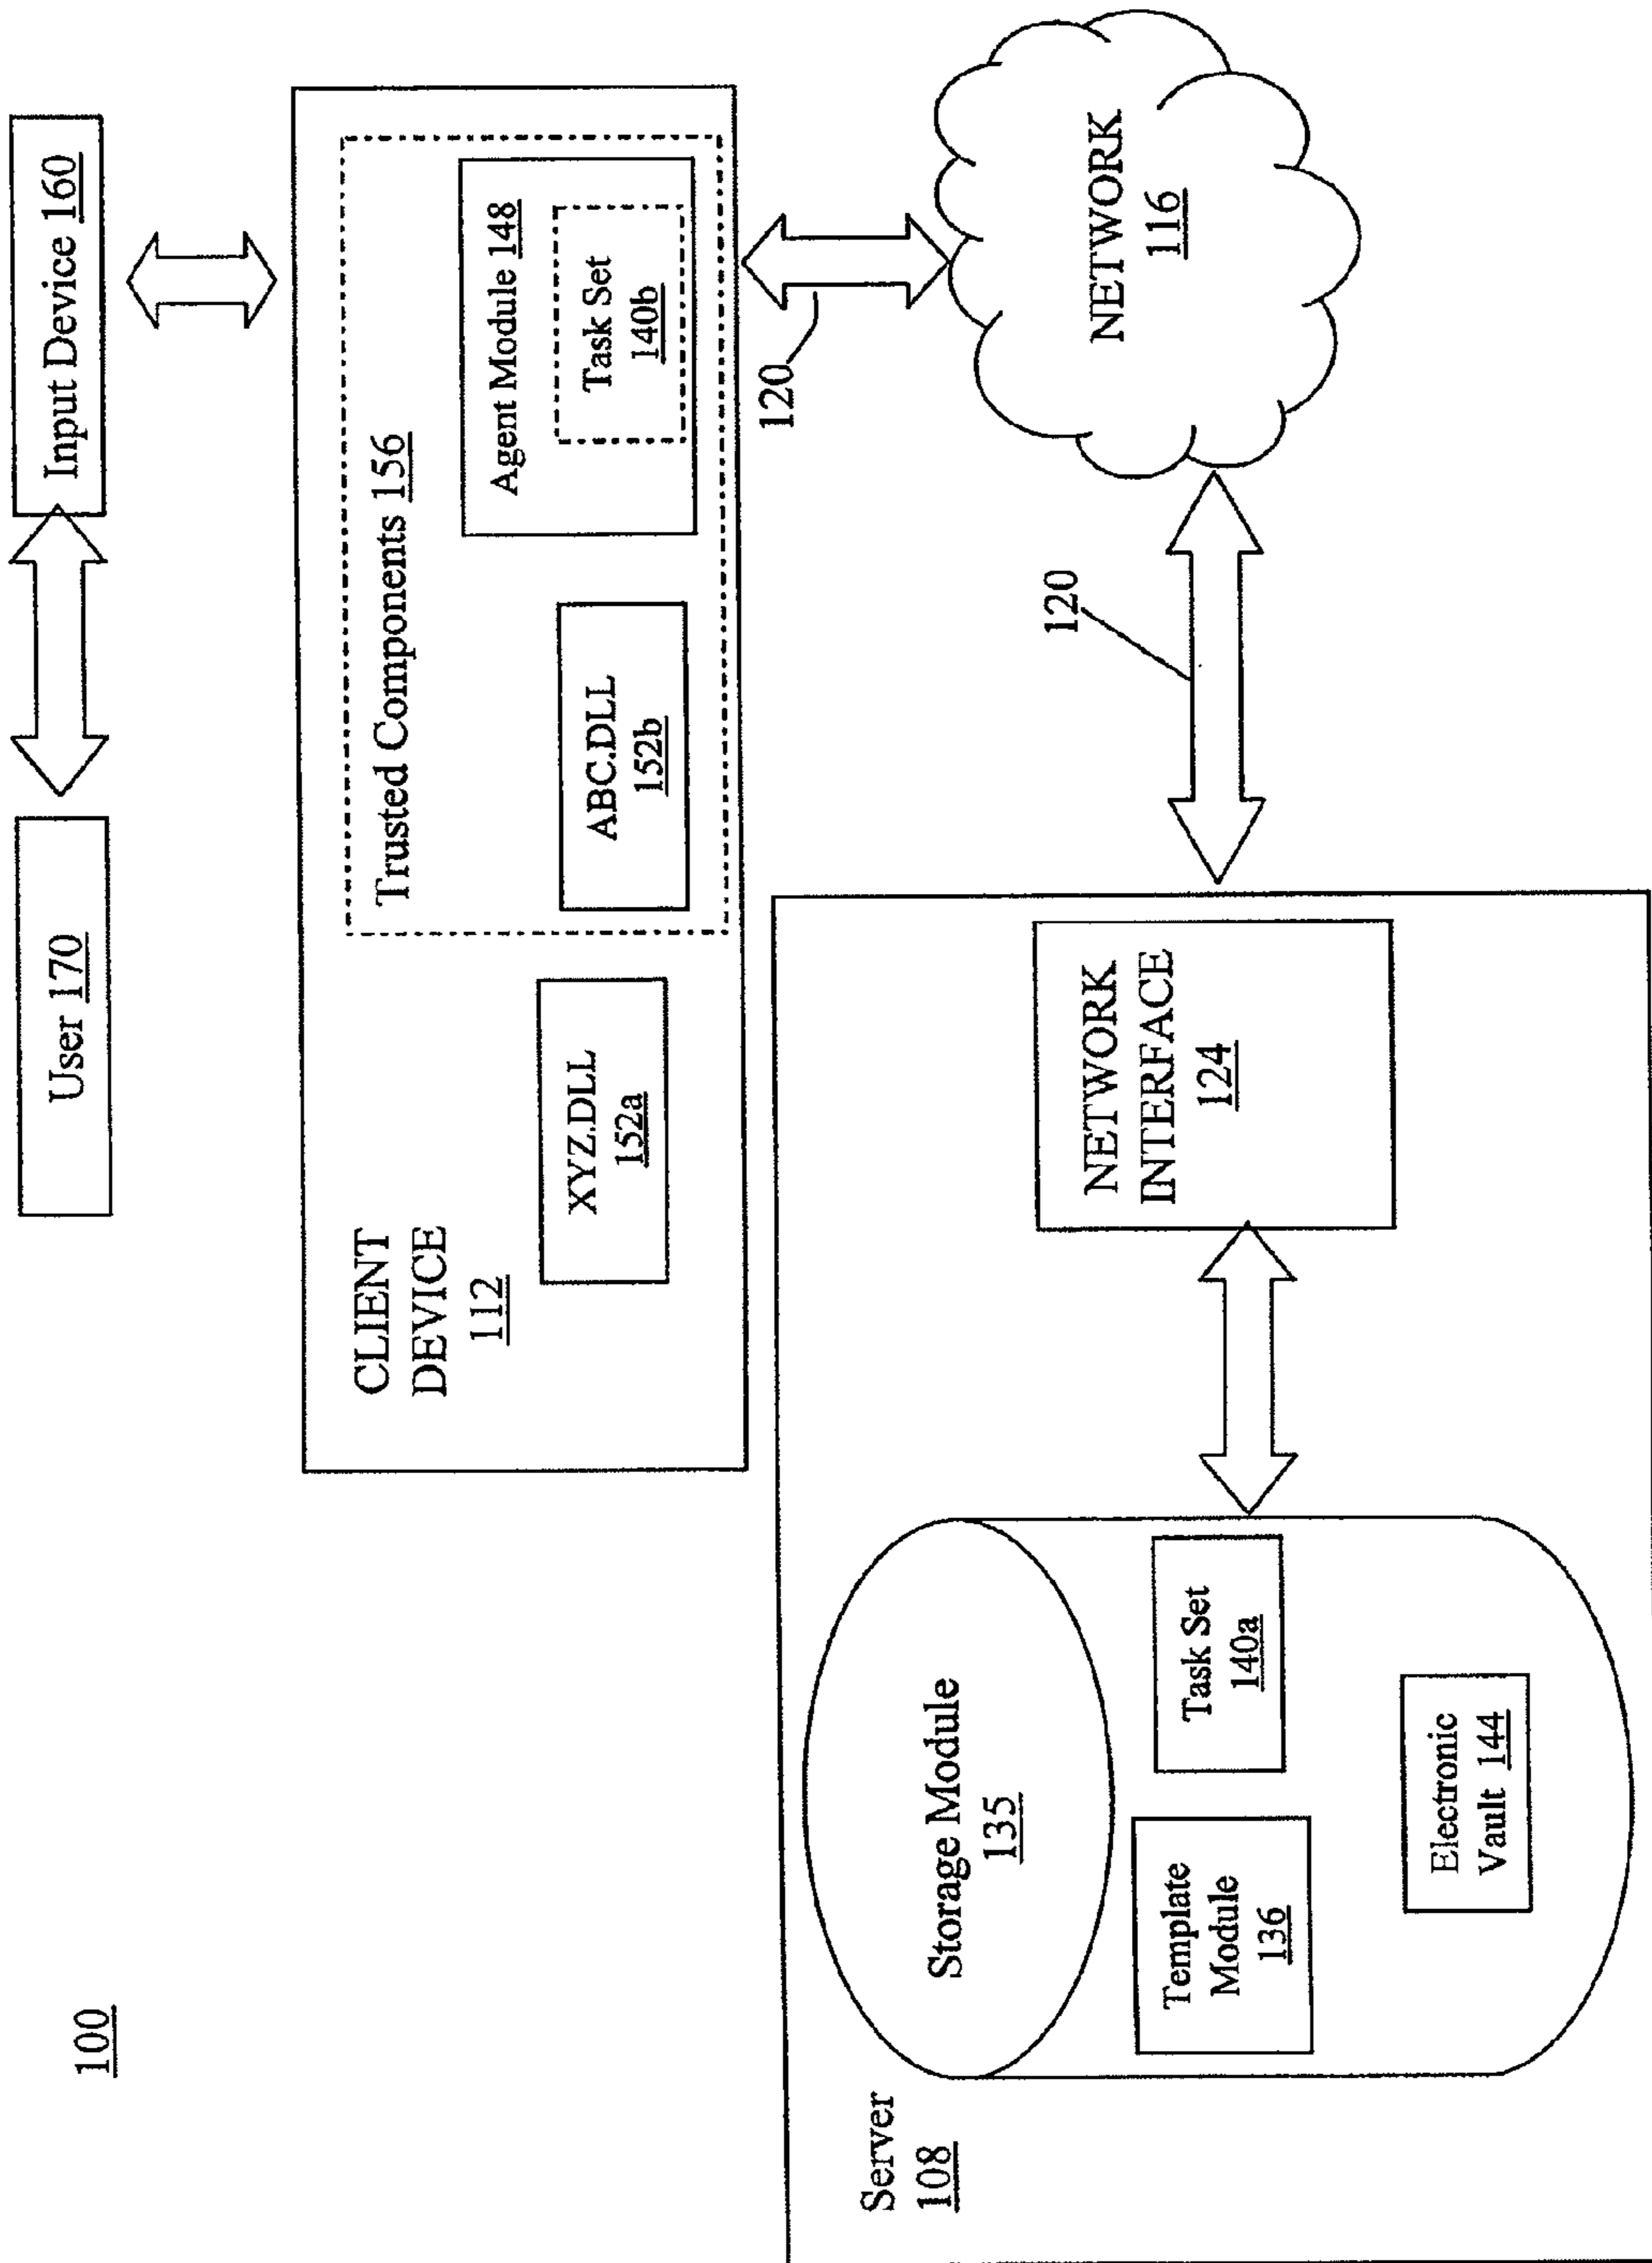 100
User 170
Input Device 160
CLIENT
DEVICE
112
Trusted Components 156
XYZ.DLL
152a
ABC.DLL
152b
Agent Module 148
Task Set
140b
120
NETWORK
116
120
Server
108
Storage Module
135
Template
Module
136
Task Set
140a
Electronic
Vault 144
NETWORK
INTERFACE
124